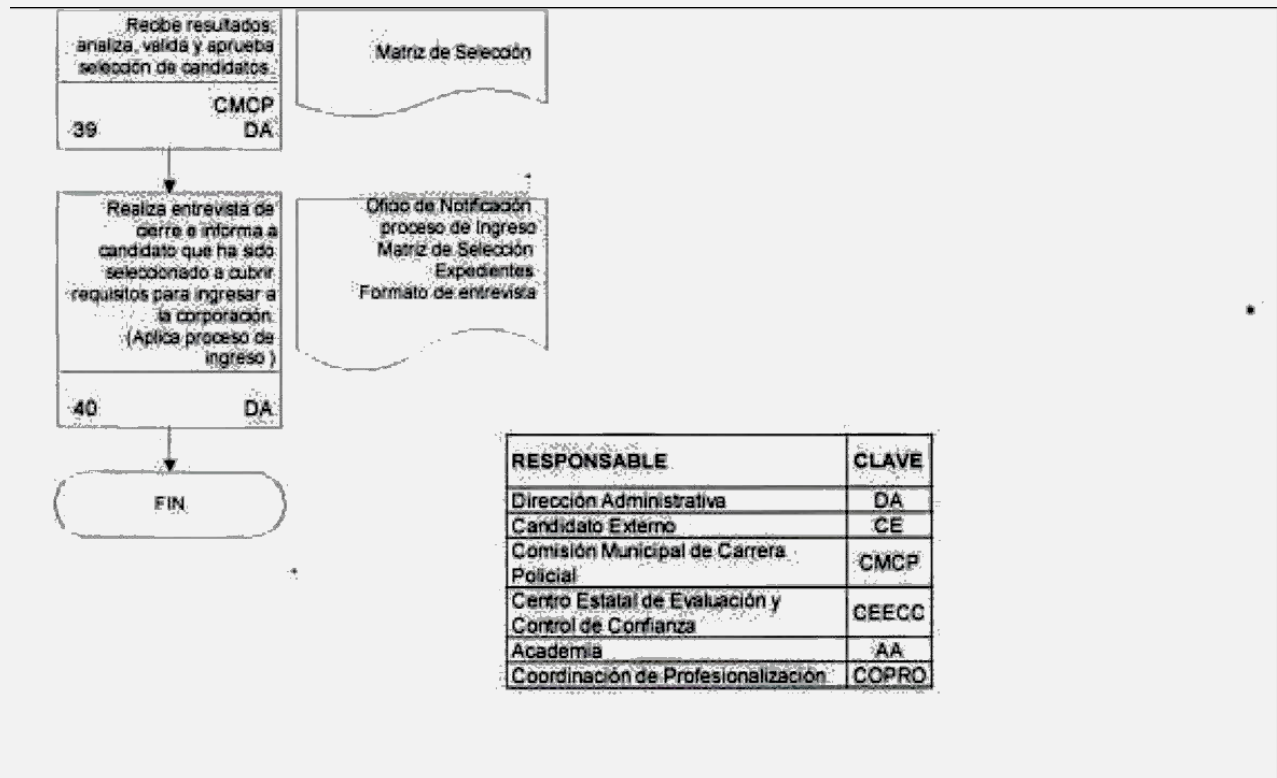 Recibe resultados,
analiza, valida y aprueba
selección de candidatos.
CMCP
39 DA
Matriz de Selección
Realiza entrevista de
cierre e informa a
candidato que ha sido
seleccionado a cubrir
requisitos para ingresar a
la corporación.
(Aplica proceso de
ingreso )
40 DA
Oficio de Notificación
proceso de Ingreso
Matriz de Selección
Expedientes
Formato de entrevista
FIN
RESPONSABLE CLAVE
Dirección Administrativa DA
Candidato Externo CE
Comisión Municipal de Carrera
Policial CMCP
Centro Estatal de Evaluación y
Control de Confianza CEECC
Academia AA
Coordinación de Profesionalización COPRO